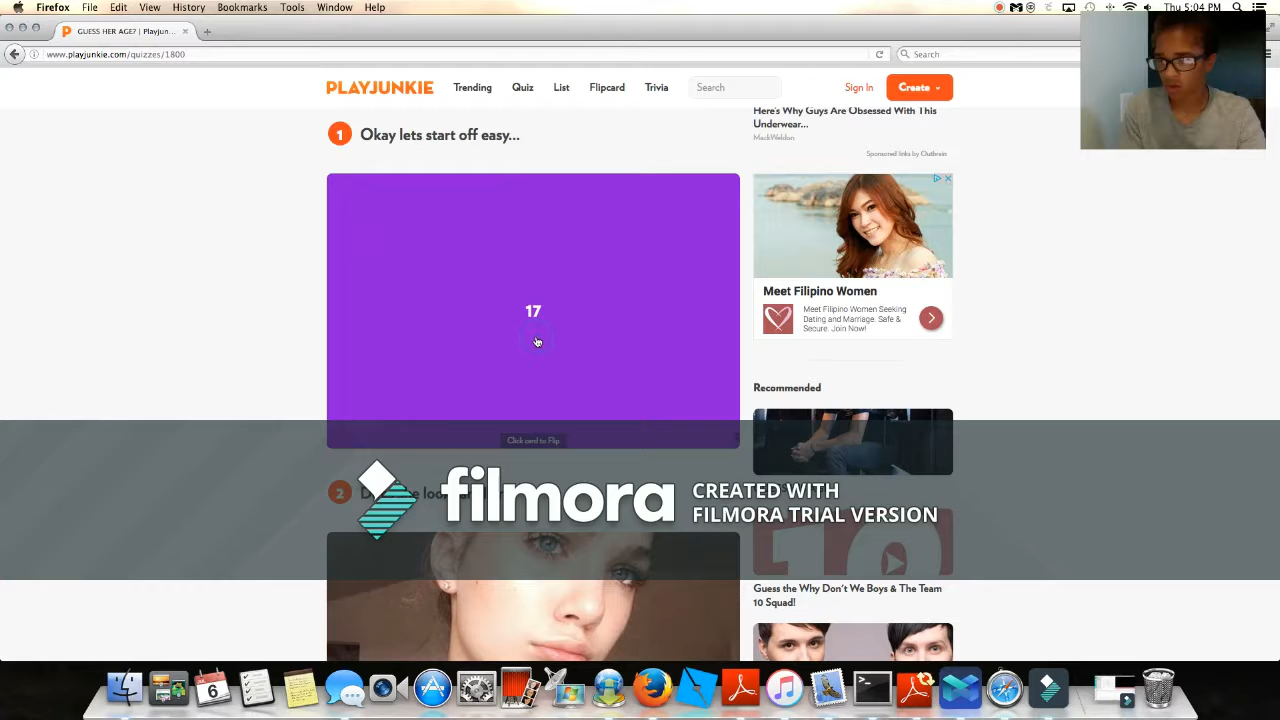 Firefox File Edit View History Bookmarks Tools Window Help
Thu 5:04 PM
GUESS HER AGE? | Playjun...
www.playjunkie.com/quizzes/1800
Search
PLAYJUNKIE Trending Quiz List Flipcard Trivia Search Sign In Create
1 Okay lets start off easy...
17
Click card to Flip
2
Here's Why Guys Are Obsessed With This
Underwear...
MackWeldon
Sponsored links by Outbrain
Meet Filipino Women
Meet Filipino Women Seeking
Dating and Marriage. Safe &
Secure. Join Now!
Recommended
filmora
CREATED WITH
FILMORA TRIAL VERSION
Guess the Why Don't We Boys & The Team
10 Squad!
6